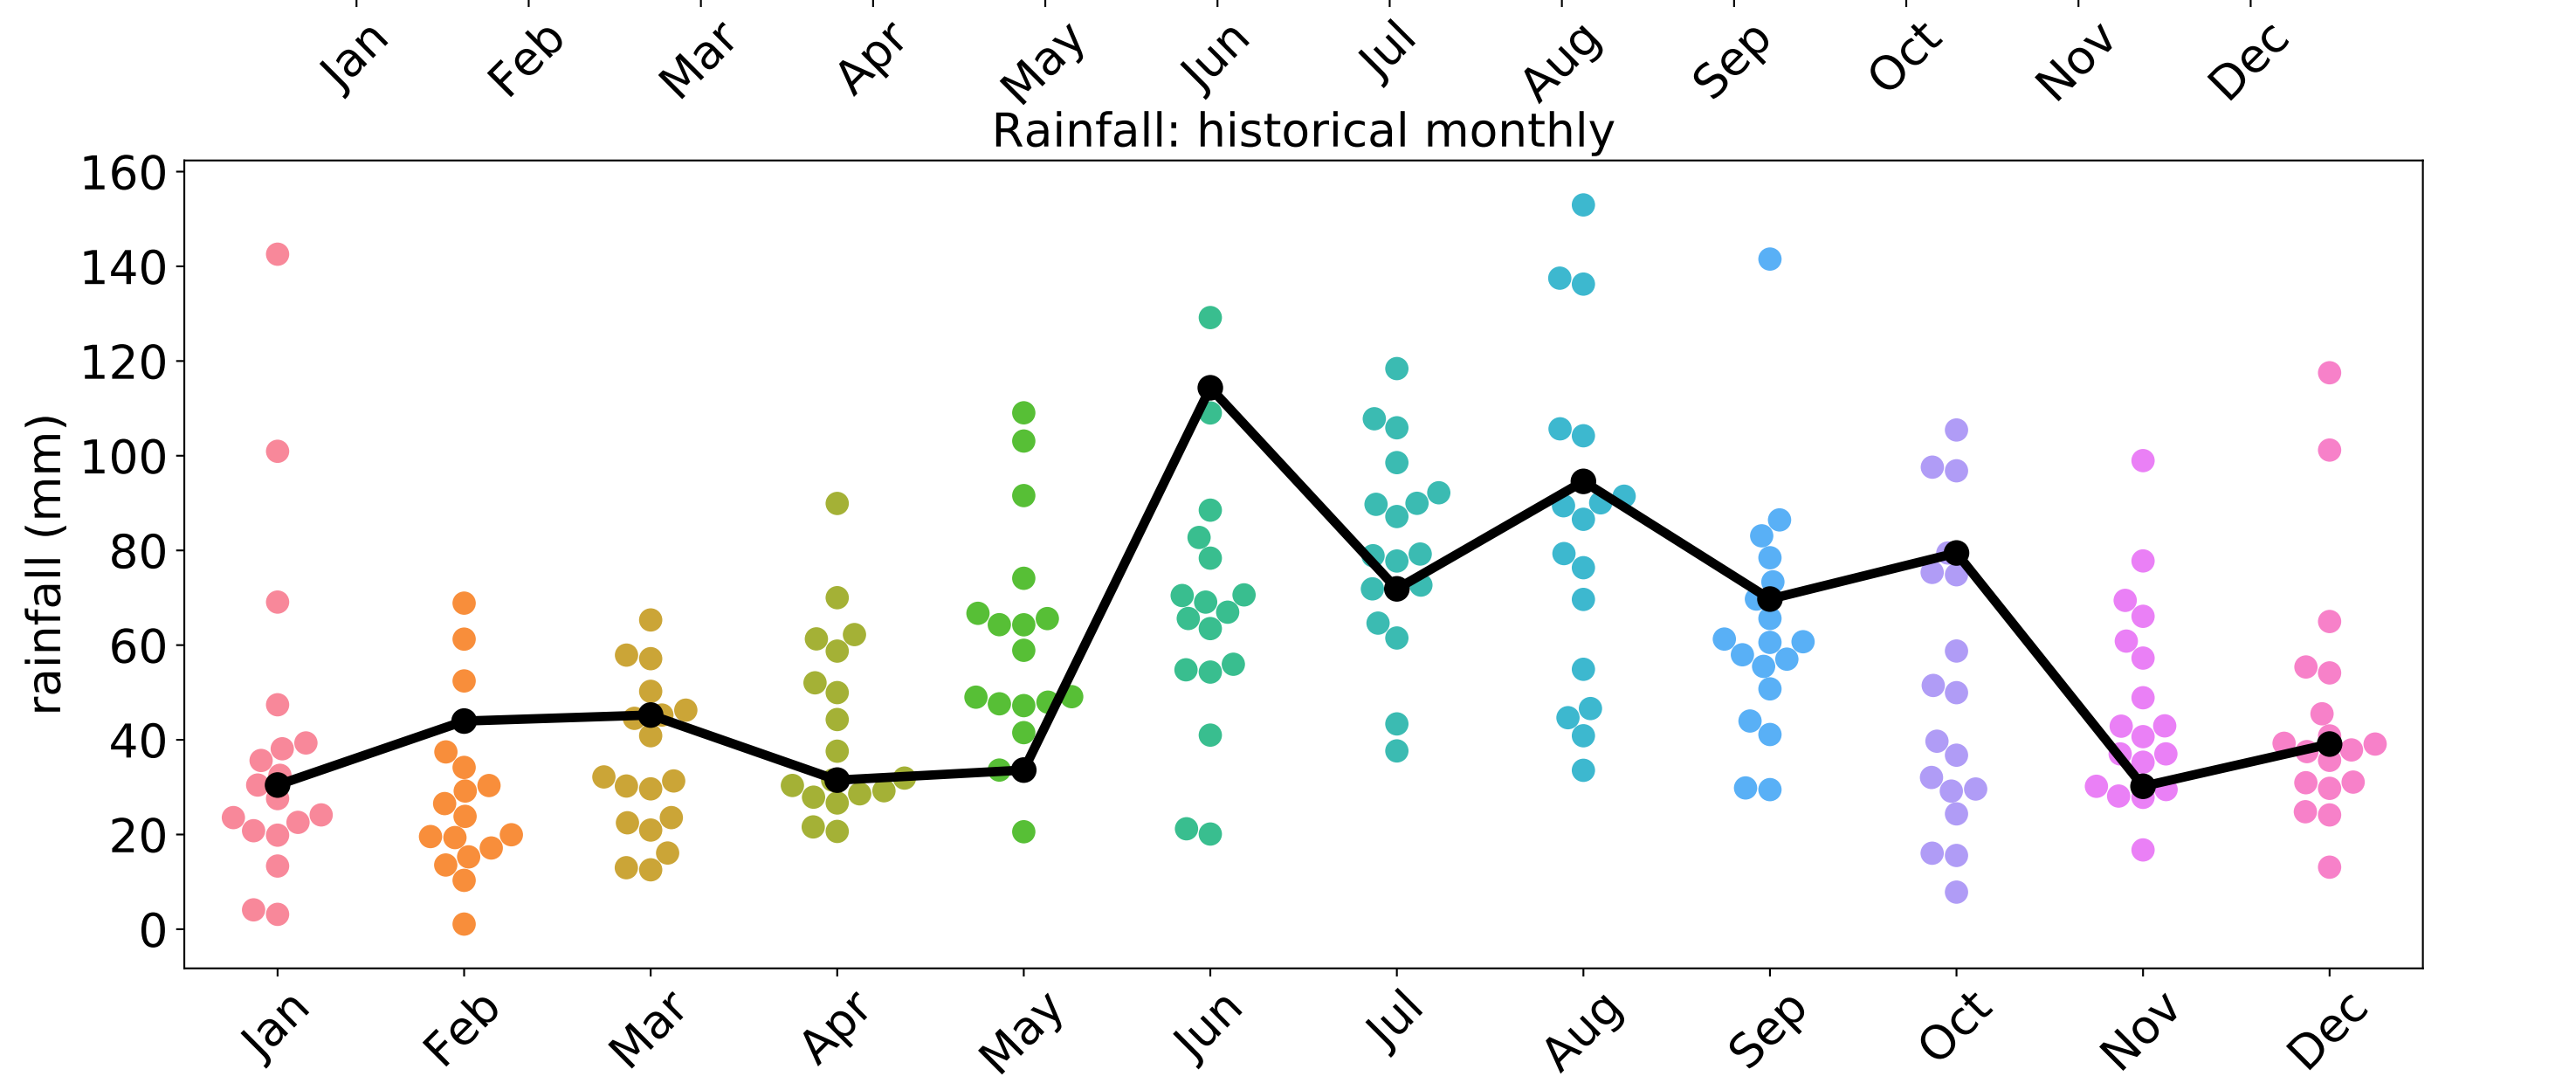 Jan Feb Mar Apr May Jun Jul Aug Sep Oct Nov Dec
Rainfall: historical monthly
160
140
120
100
80
60
40
20
0
rainfall (mm)
Jan Feb Mar Apr May Jun Jul Aug Sep Oct Nov Dec